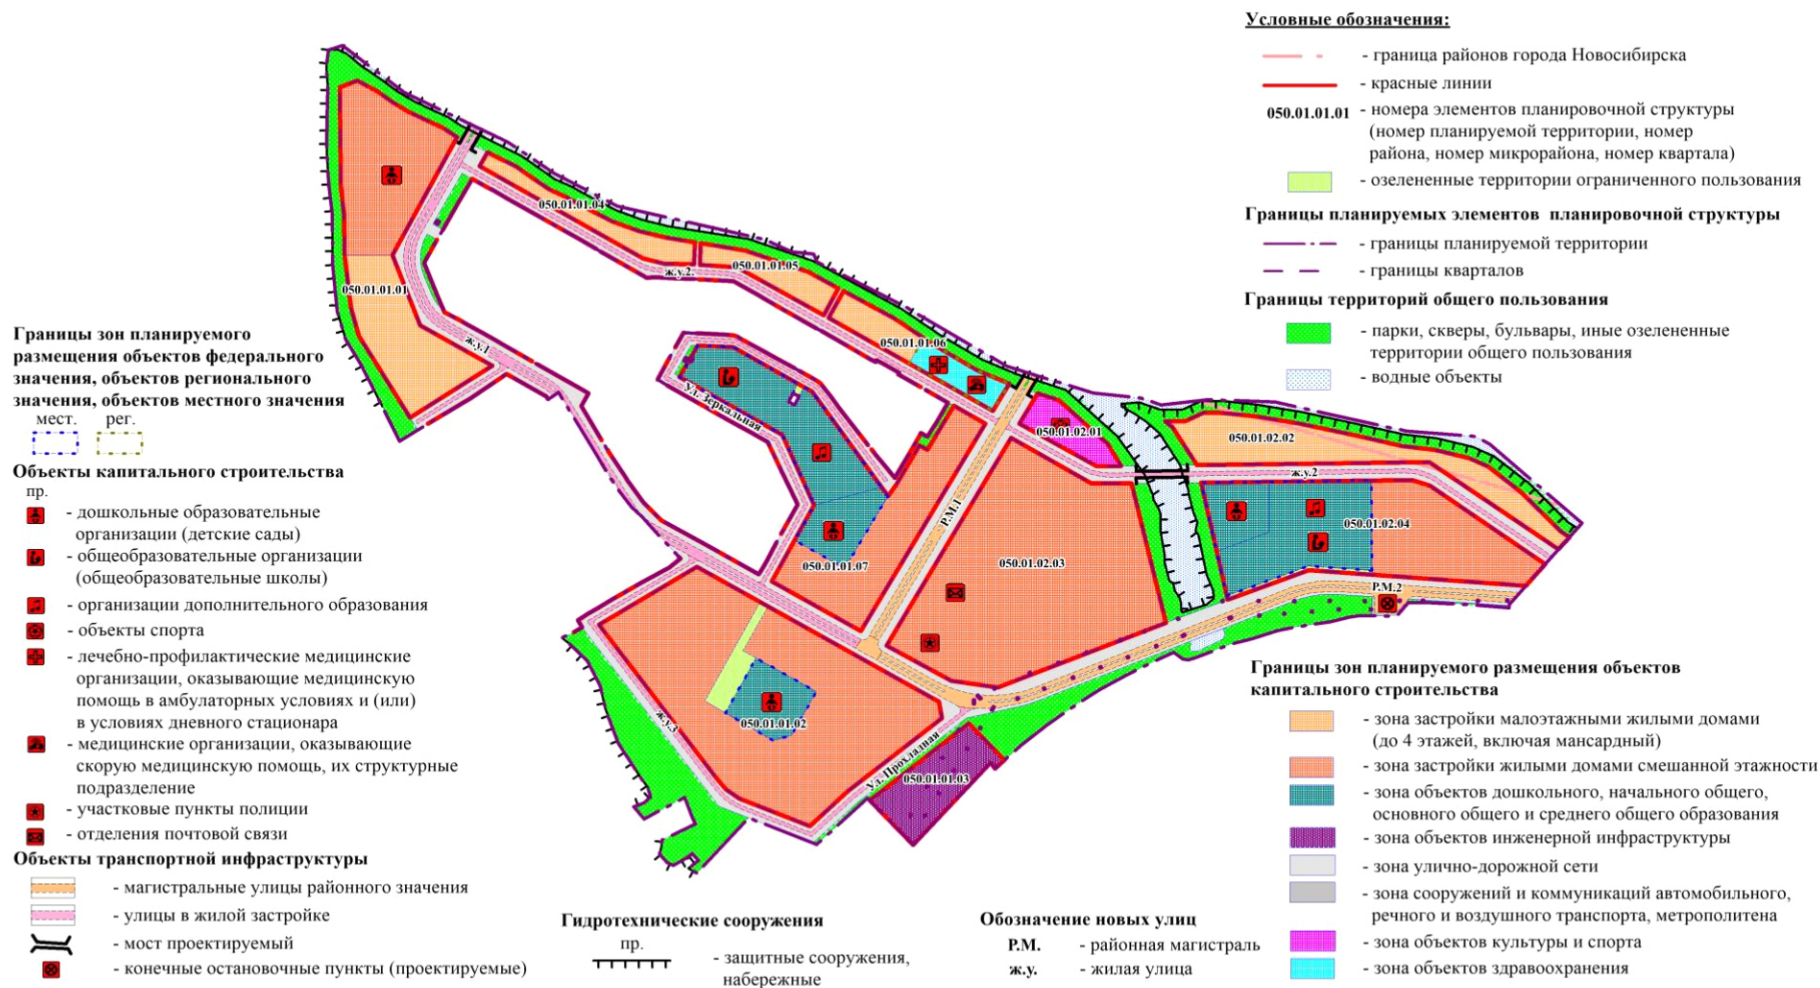 Условные обозначения:
- граница районов города Новосибирска
- красные линии
050.01.01.01 - номера элементов планировочной структуры
(номер планируемой территории, номер
района, номер микрорайона, номер квартала)
- озелененные территории ограниченного пользования
Границы планируемых элементов планировочной структуры
- границы планируемой территории
- границы кварталов
Границы территорий общего пользования
- парки, скверы, бульвары, иные озелененные
территории общего пользования
- водные объекты
050.01.01.04
050.01.01.05
ж.у.2.
050.01.01.01
050.01.01.06
ж.у.1
Ул. Зеркальная
050.01.02.01
050.01.02.02
ж.у.2
Р.М.1
050.01.02.04
050.01.01.07
050.01.02.03
Р.М.2
ж.у.3
050.01.01.02
Ул. Прохладная
050.01.01.03
Границы зон планируемого
размещения объектов федерального
значения, объектов регионального
значения, объектов местного значения
мест. рег.
Объекты капитального строительства
пр.
- дошкольные образовательные
организации (детские сады)
- общеобразовательные организации
(общеобразовательные школы)
- организации дополнительного образования
- объекты спорта
- лечебно-профилактические медицинские
организации, оказывающие медицинскую
помощь в амбулаторных условиях и (или)
в условиях дневного стационара
- медицинские организации, оказывающие
скорую медицинскую помощь, их структурные
подразделение
- участковые пункты полиции
- отделения почтовой связи
Объекты транспортной инфраструктуры
- магистральные улицы районного значения
- улицы в жилой застройке
- мост проектируемый
- конечные остановочные пункты (проектируемые)
Гидротехнические сооружения
пр.
- защитные сооружения,
набережные
Обозначение новых улиц
Р.М. - районная магистраль
ж.у. - жилая улица
Границы зон планируемого размещения объектов
капитального строительства
- зона застройки малоэтажными жилыми домами
(до 4 этажей, включая мансардный)
- зона застройки жилыми домами смешанной этажности
- зона объектов дошкольного, начального общего,
основного общего и среднего общего образования
- зона объектов инженерной инфраструктуры
- зона улично-дорожной сети
- зона сооружений и коммуникаций автомобильного,
речного и воздушного транспорта, метрополитена
- зона объектов культуры и спорта
- зона объектов здравоохранения